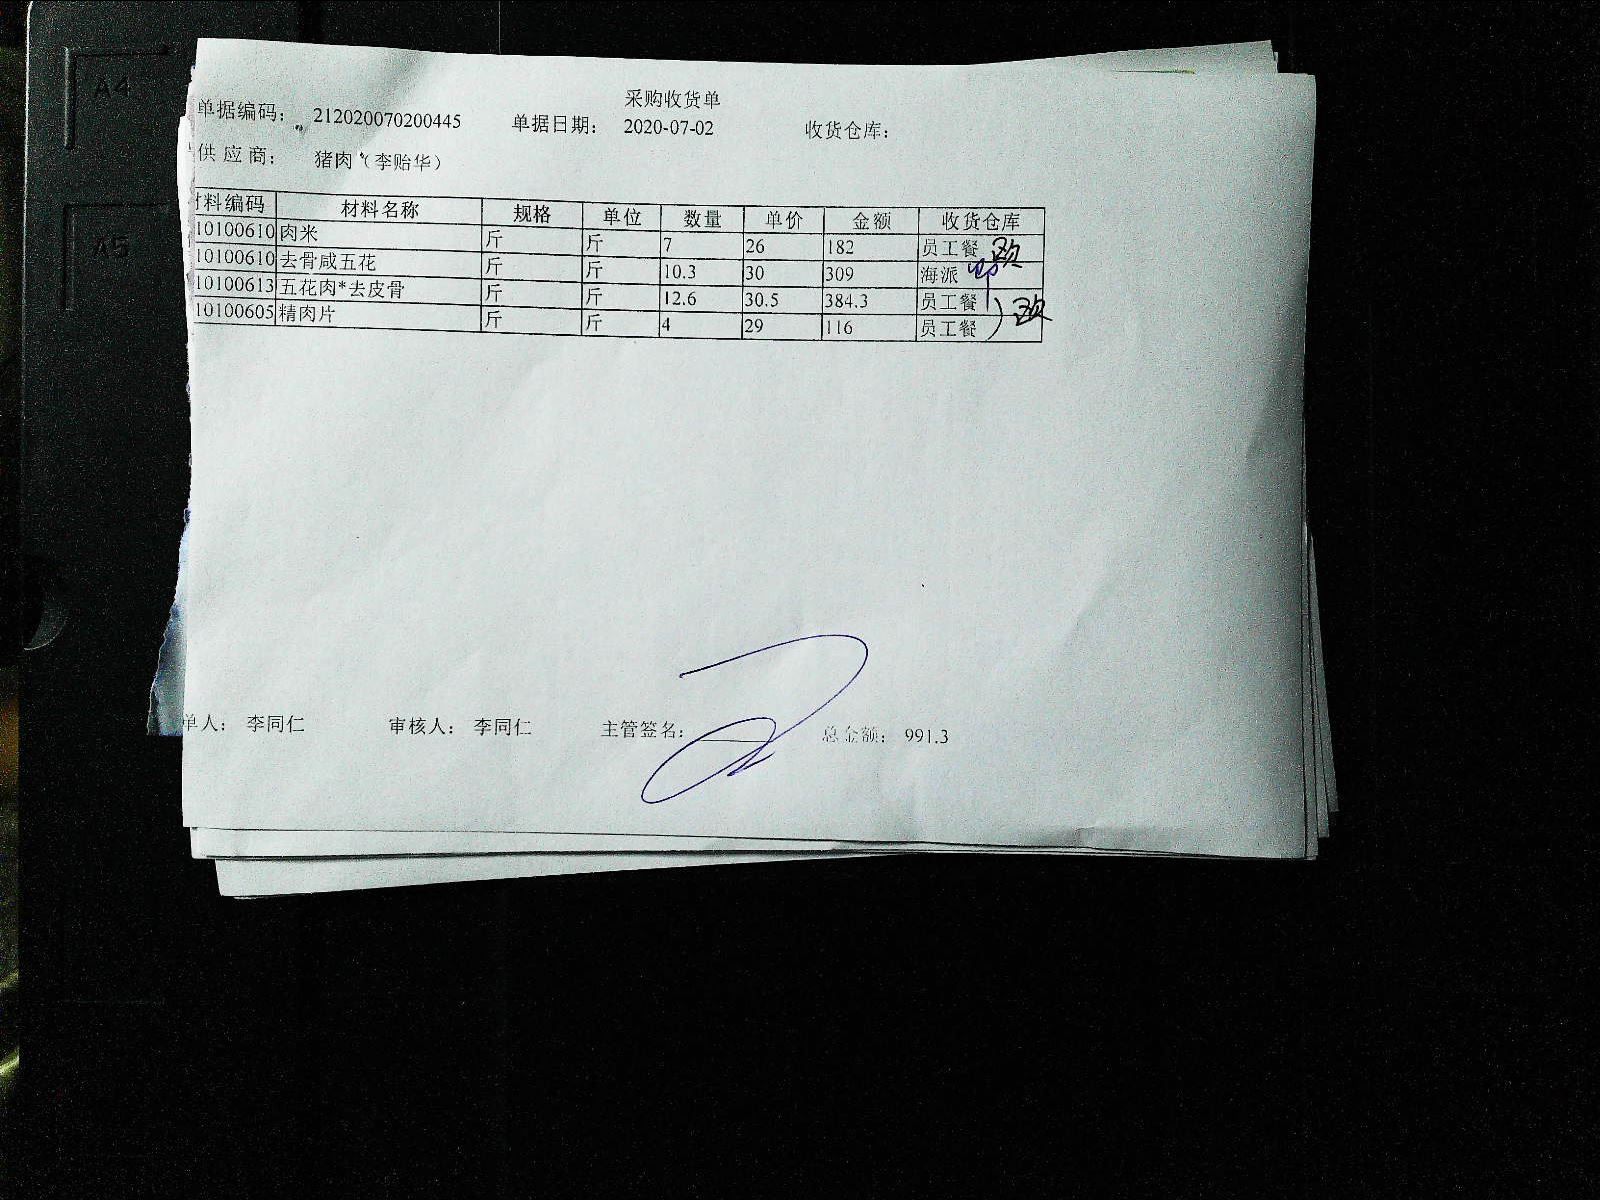 A4
A5
采购收货单
单据编码： 212020070200445 单据日期： 2020-07-02 收货仓库：
供应商： 猪肉（李贻华）
材料编码 材料名称 规格 单位 数量 单价 金额 收货仓库
10100610 肉米 斤 斤 7 26 182 员工餐
10100610 去骨咸五花 斤 斤 10.3 30 309 海派
10100613 五花肉*去皮骨 斤 斤 12.6 30.5 384.3 员工餐
10100605 精肉片 斤 斤 4 29 116 员工餐
单人： 李同仁 审核人： 李同仁 主管签名： 总金额： 991.3